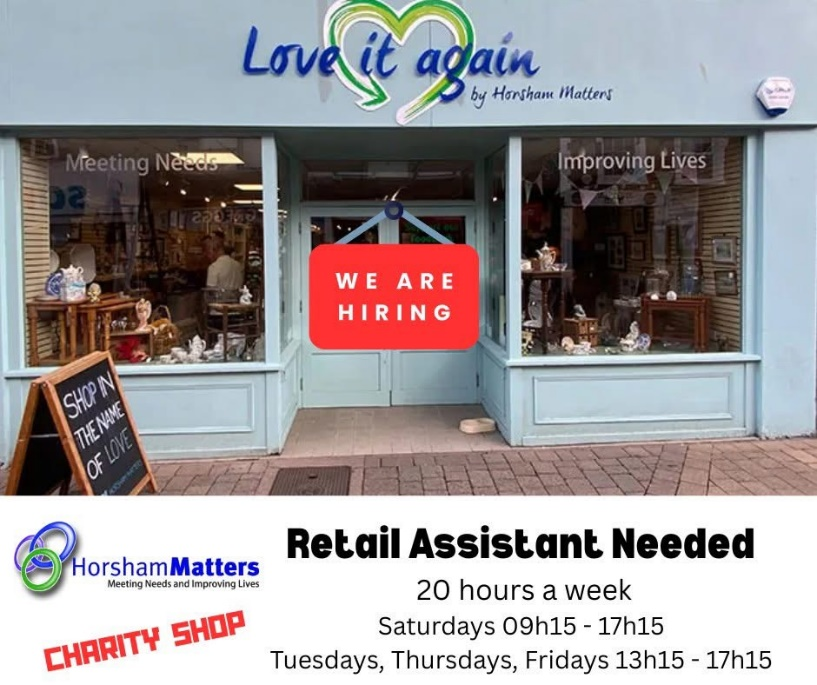 Love it again
by Horsham Matters
Meeting Needs
Improving Lives
WE ARE
HIRING
SHOP IN
THE NAME
OF LOVE
HorshamMatters
Meeting Needs and Improving Lives
CHARITY SHOP
Retail Assistant Needed
20 hours a week
Saturdays 09h15 - 17h15
Tuesdays, Thursdays, Fridays 13h15 - 17h15